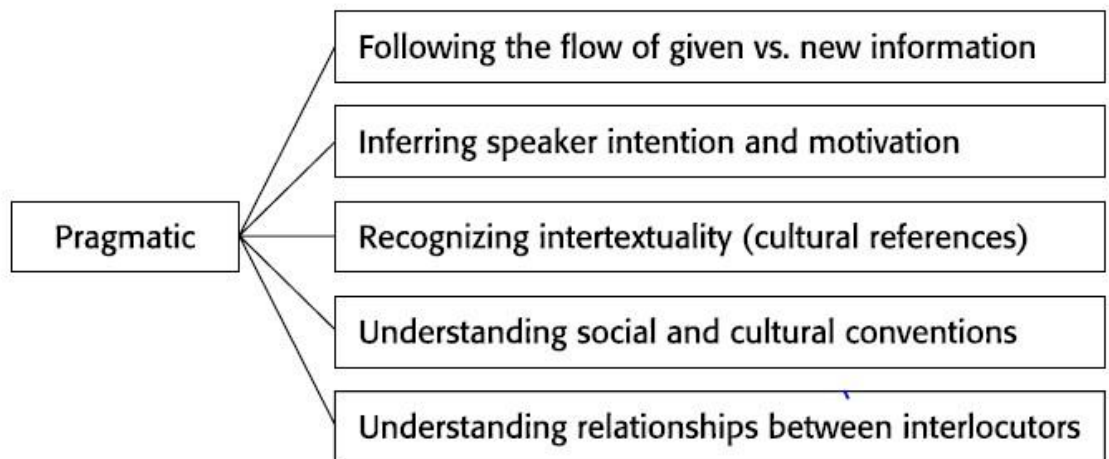 Following the flow of given vs. new information
Inferring speaker intention and motivation
Pragmatic
Recognizing intertextuality (cultural references)
Understanding social and cultural conventions
Understanding relationships between interlocutors